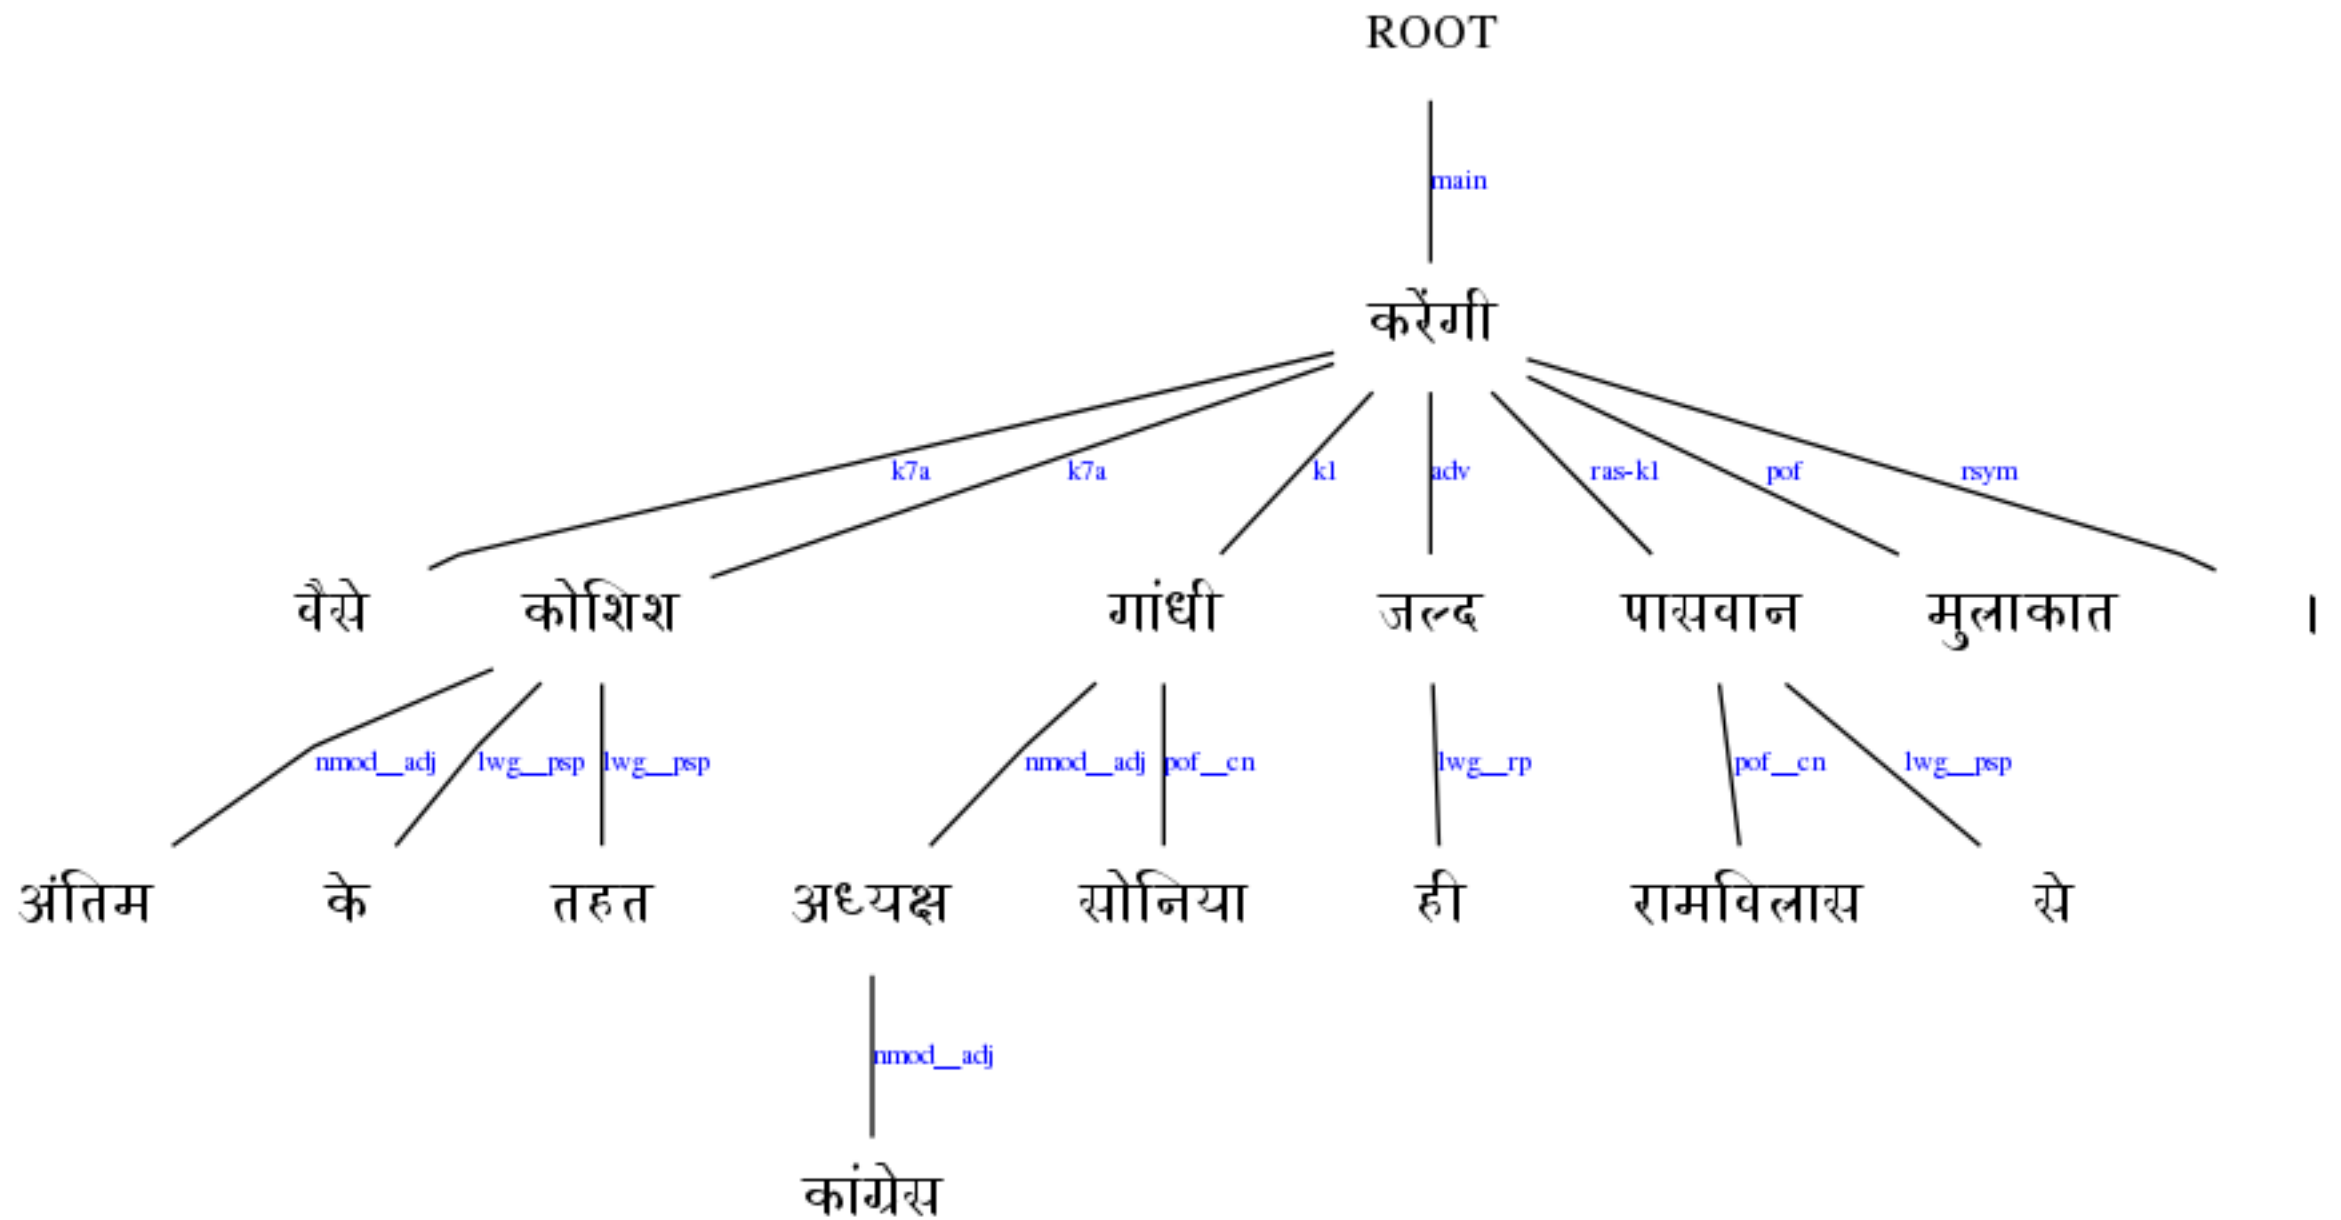 ROOT
main
करेंगी
k7a k7a k1 adv ras-k1 pof rsym
वैसे कोशिश गांधी जल्द पासवान मुलाकात ।
nmod__adj lwg__psp lwg__psp nmod__adj pof__cn lwg__rp pof__cn lwg__psp
अंतिम के तहत अध्यक्ष सोनिया ही रामविलास से
nmod__adj
कांग्रेस